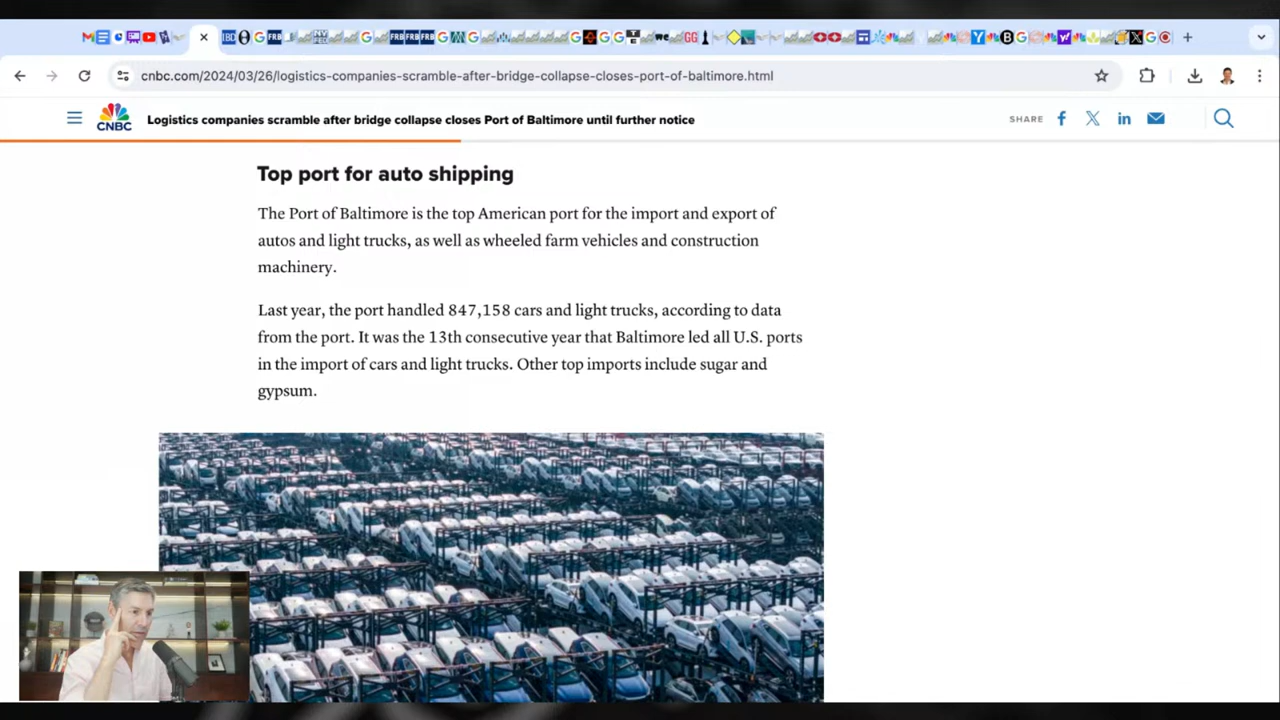 cnbc.com/2024/03/26/logistics-companies-scramble-after-bridge-collapse-closes-port-of-baltimore.html
CNBC
Logistics companies scramble after bridge collapse closes Port of Baltimore until further notice
SHARE
Top port for auto shipping
The Port of Baltimore is the top American port for the import and export of
autos and light trucks, as well as wheeled farm vehicles and construction
machinery.
Last year, the port handled 847,158 cars and light trucks, according to data
from the port. It was the 13th consecutive year that Baltimore led all U.S. ports
in the import of cars and light trucks. Other top imports include sugar and
gypsum.